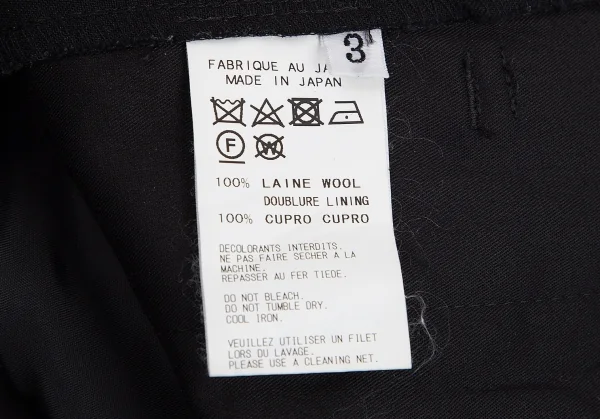 3
FABRIQUE AU JA
MADE IN JAPAN
F W
100% LAINE WOOL
DOUBLURE LINING
100% CUPRO CUPRO
DECOLORANTS INTERDITS.
NE PAS FAIRE SECHER A LA
MACHINE.
REPASSER AU FER TIEDE.
DO NOT BLEACH.
DO NOT TUMBLE DRY.
COOL IRON.
VEUILLEZ UTILISER UN FILET
LORS DU LAVAGE.
PLEASE USE A CLEANING NET.